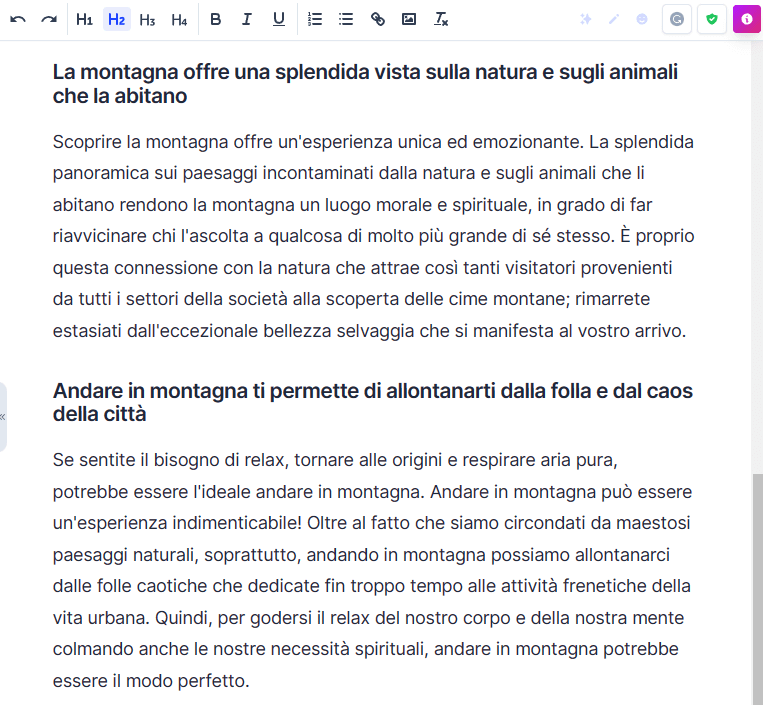 H1 H2 H3 H4 B I U Tx
La montagna offre una splendida vista sulla natura e sugli animali
che la abitano
Scoprire la montagna offre un'esperienza unica ed emozionante. La splendida
panoramica sui paesaggi incontaminati dalla natura e sugli animali che li
abitano rendono la montagna un luogo morale e spirituale, in grado di far
riavvicinare chi l'ascolta a qualcosa di molto più grande di sé stesso. È proprio
questa connessione con la natura che attrae così tanti visitatori provenienti
da tutti i settori della società alla scoperta delle cime montane; rimarrete
estasiati dall'eccezionale bellezza selvaggia che si manifesta al vostro arrivo.
Andare in montagna ti permette di allontanarti dalla folla e dal caos
della città
Se sentite il bisogno di relax, tornare alle origini e respirare aria pura,
potrebbe essere l'ideale andare in montagna. Andare in montagna può essere
un'esperienza indimenticabile! Oltre al fatto che siamo circondati da maestosi
paesaggi naturali, soprattutto, andando in montagna possiamo allontanarci
dalle folle caotiche che dedicate fin troppo tempo alle attività frenetiche della
vita urbana. Quindi, per godersi il relax del nostro corpo e della nostra mente
colmando anche le nostre necessità spirituali, andare in montagna potrebbe
essere il modo perfetto.